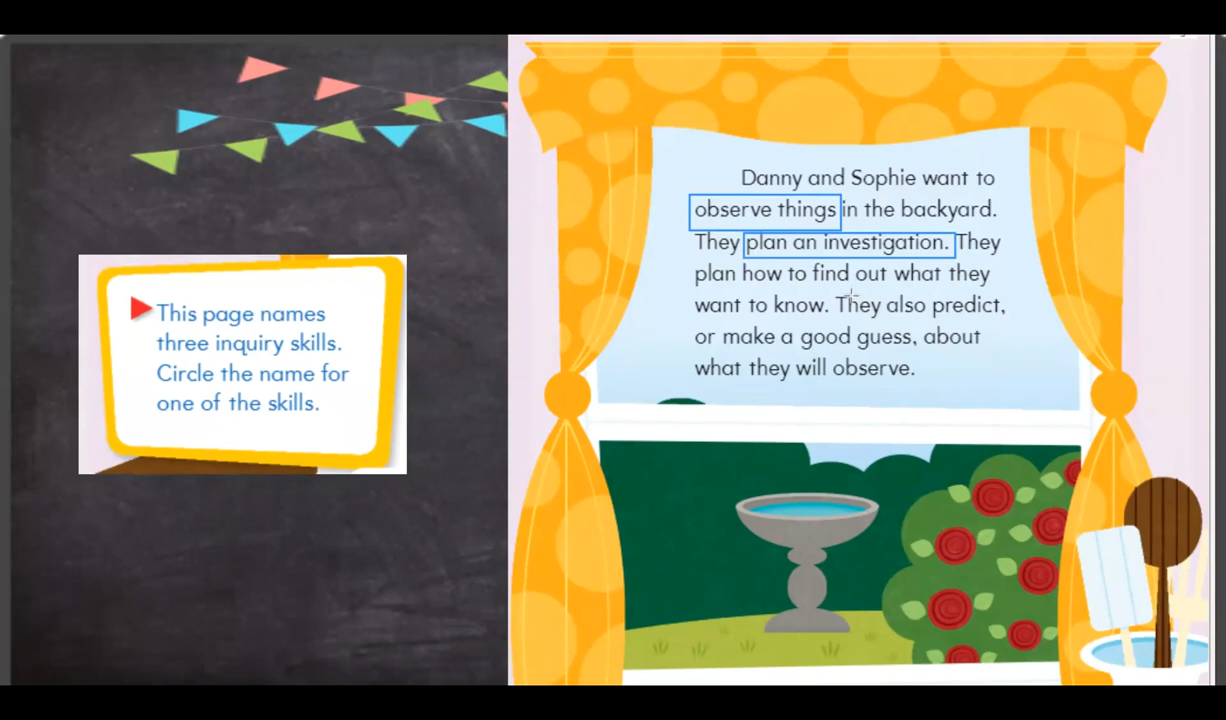 This page names
three inquiry skills.
Circle the name for
one of the skills.
Danny and Sophie want to
observe things in the backyard.
They plan an investigation. They
plan how to find out what they
want to know. They also predict,
or make a good guess, about
what they will observe.